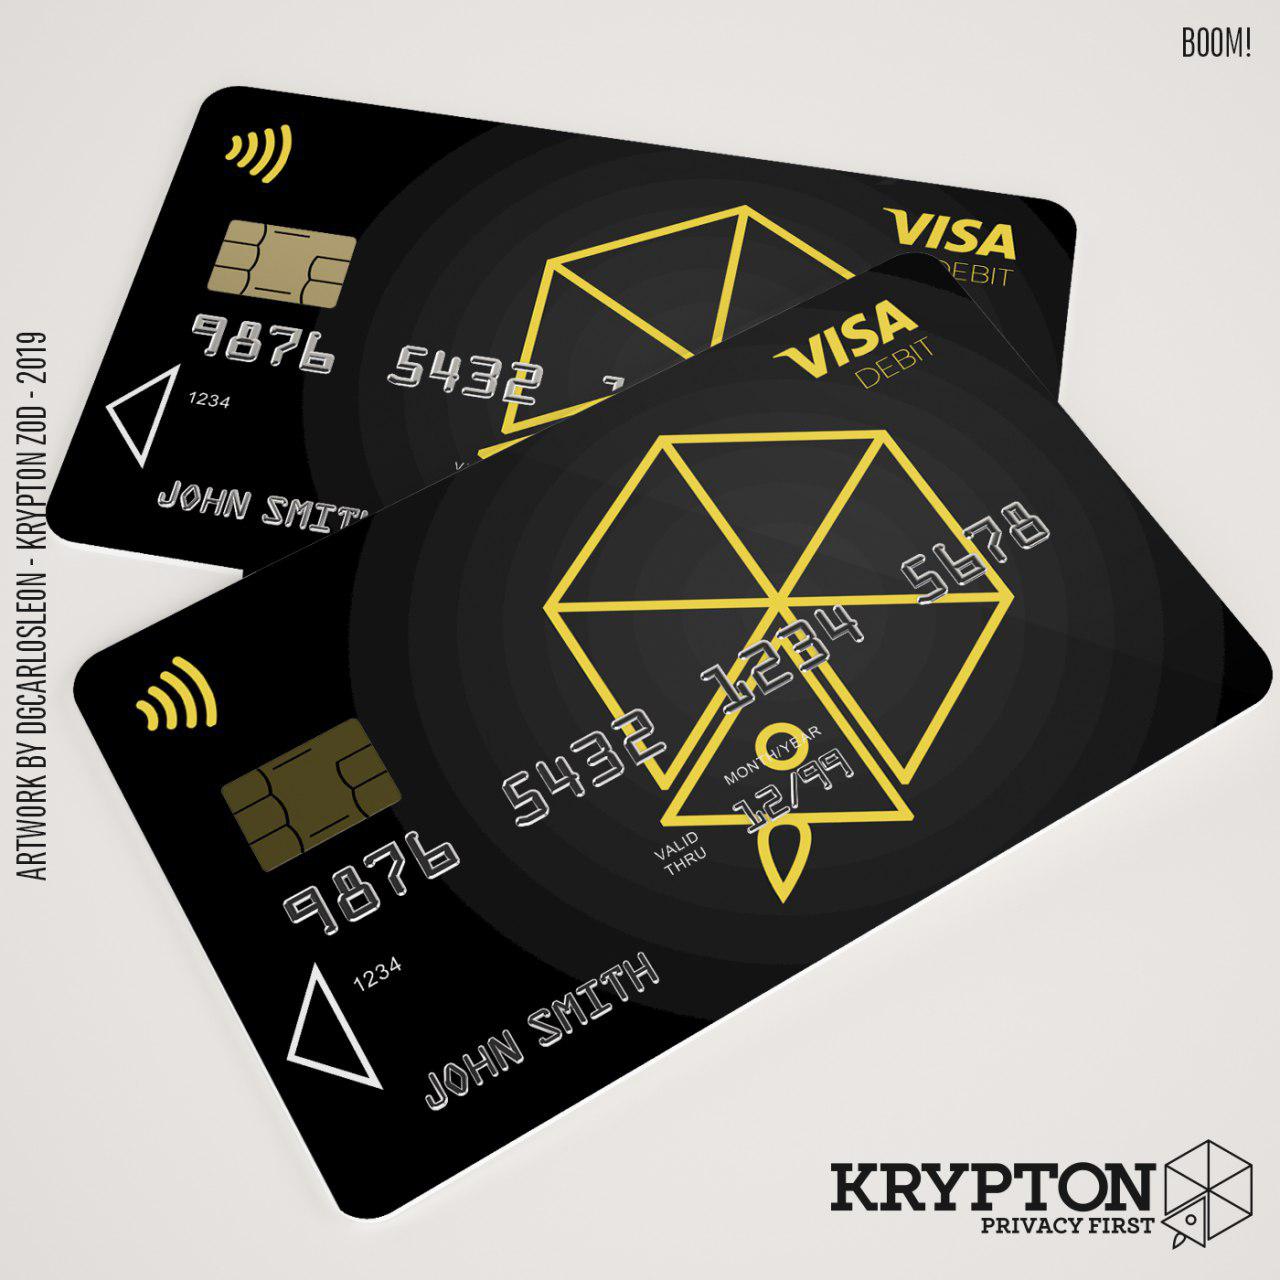 BOOM!
ARTWORK BY DGCARLOSLEON - KRYPTON ZOD - 2019
VISA
DEBIT
9876 5432
1234
JOHN SMITH
VISA
DEBIT
9876 5432 1234 5678
1234
MONTH/YEAR
VALID
THRU
12/99
JOHN SMITH
KRYPTON
PRIVACY FIRST